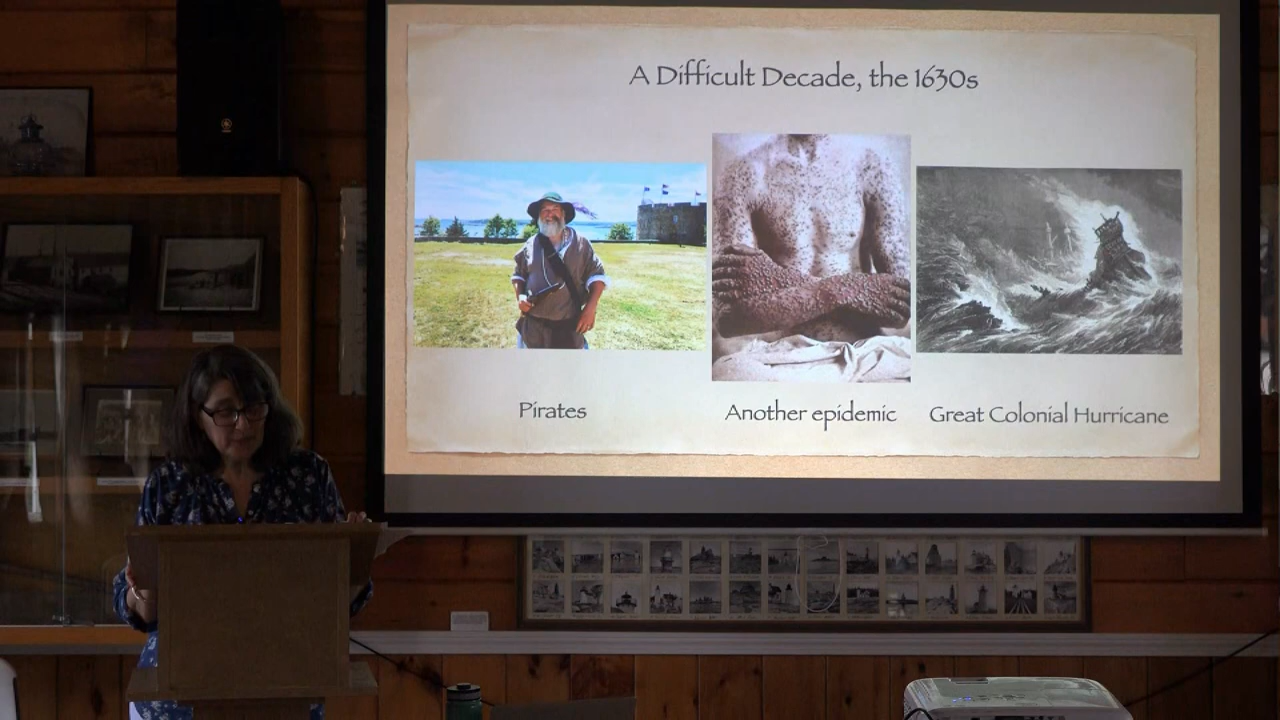 A Difficult Decade, the 1630s
Pirates
Another epidemic
Great Colonial Hurricane